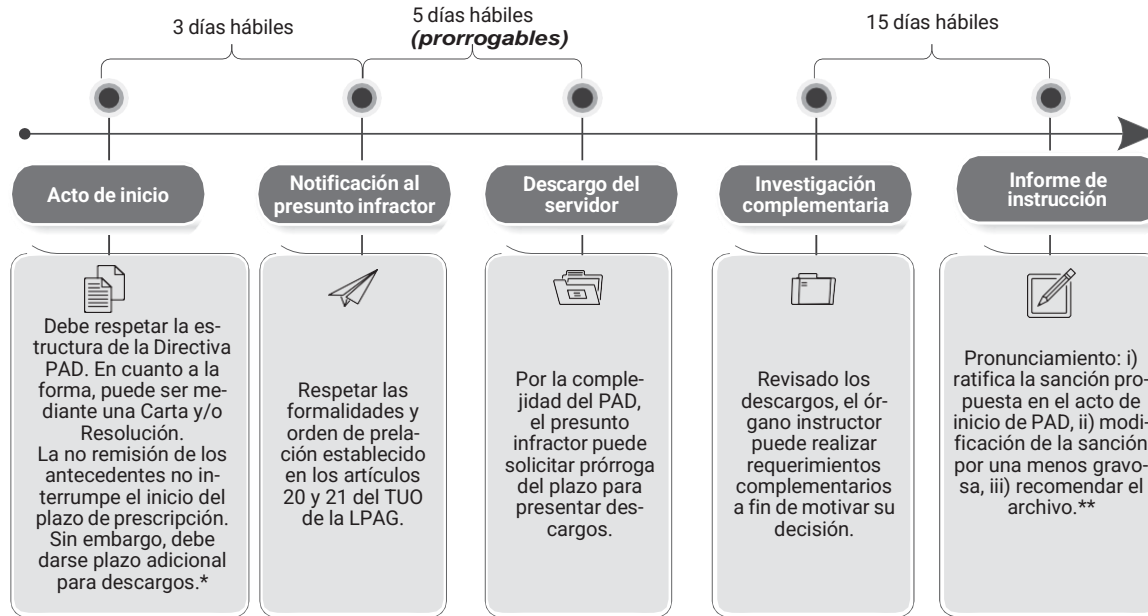 3 días hábiles
5 días hábiles
(prorrogables)
15 días hábiles
Acto de inicio
Notificación al
presunto infractor
Descargo del
servidor
Investigación
complementaria
Informe de
instrucción
Debe respetar la es-
tructura de la Directiva
PAD. En cuanto a la
forma, puede ser me-
diante una Carta y/o
Resolución.
La no remisión de los
antecedentes no in-
terrumpe el inicio del
plazo de prescripción.
Sin embargo, debe
darse plazo adicional
para descargos.*
Respetar las
formalidades y
orden de prela-
ción establecido
en los artículos
20 y 21 del TUO
de la LPAG.
Por la comple-
jidad del PAD,
el presunto
infractor puede
solicitar prórroga
del plazo para
presentar des-
cargos.
Revisado los
descargos, el ór-
gano instructor
puede realizar
requerimientos
complementarios
a fin de motivar su
decisión.
Pronunciamiento: i)
ratifica la sanción pro-
puesta en el acto de
inicio de PAD, ii) modi-
ficación de la sanción
por una menos gravo-
sa, iii) recomendar el
archivo.**